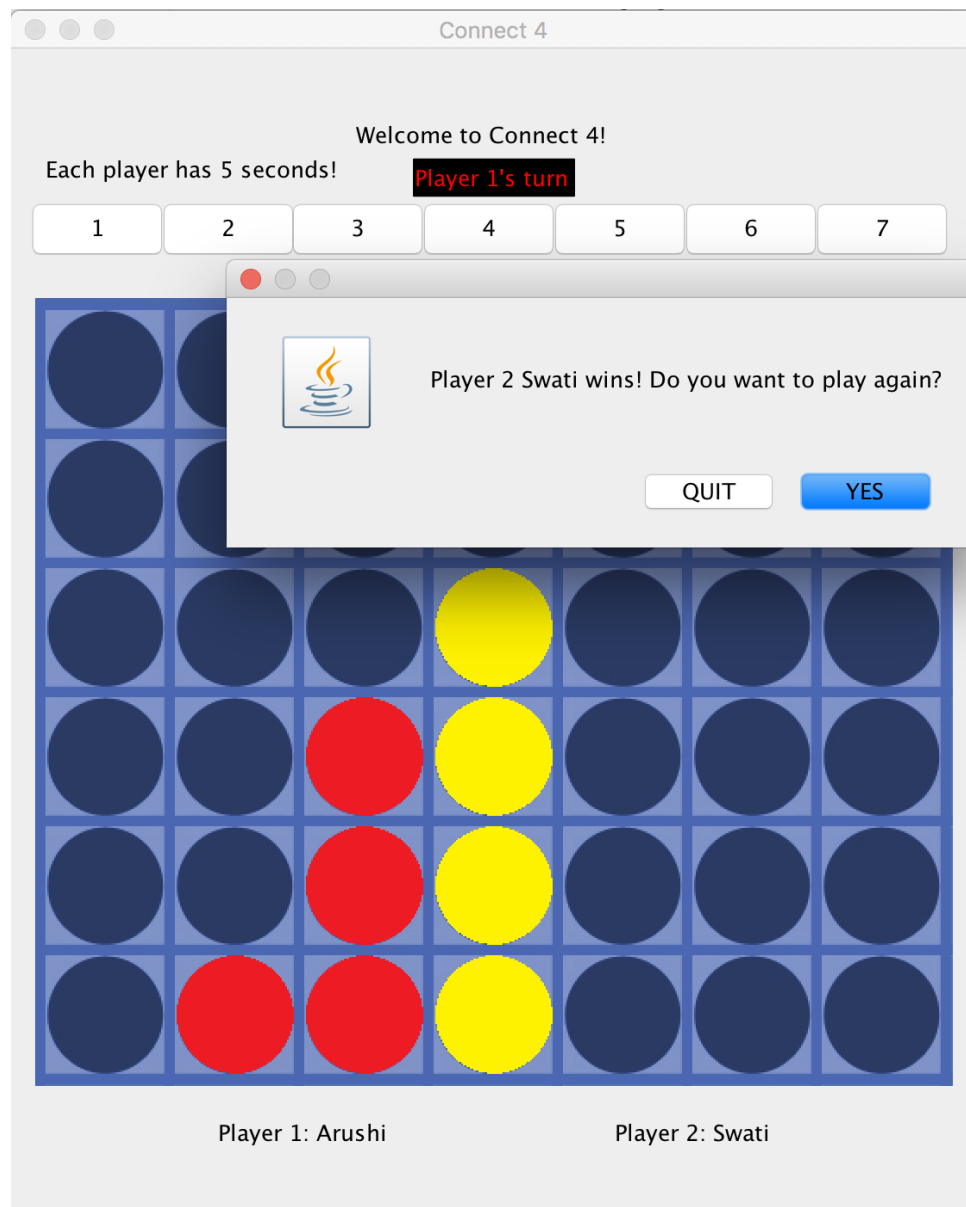 Connect 4
Welcome to Connect 4!
Each player has 5 seconds!
Player 1's turn
1 2 3 4 5 6 7
Player 2 Swati wins! Do you want to play again?
QUIT YES
Player 1: Arushi Player 2: Swati